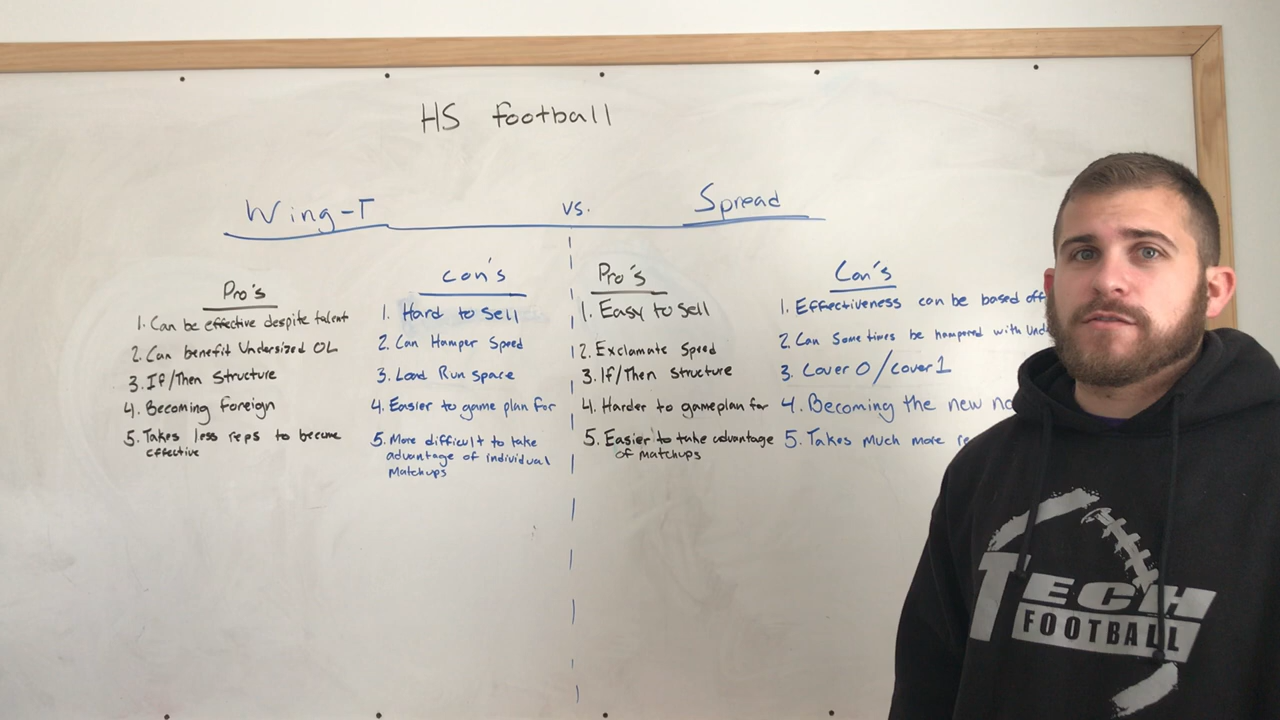 HS football
Wing-T vs. Spread
Pro's
1. Can be effective despite talent
2. Can benefit Undersized OL
3. If/Then Structure
4. Becoming foreign
5. Takes less reps to become
effective
Con's
1. Hard to sell
2. Can Hamper Speed
3. Load Run space
4. Easier to game plan for
5. More difficult to take
advantage of individual
Matchups
Pro's
1. Easy to sell
2. Exclamate Speed
3. If/Then Structure
4. Harder to gameplan for
5. Easier to take advantage
of matchups
Con's
1. Effectiveness can be based off
2. Can Some times be hampered with
3. Cover 0 / Cover 1
4. Becoming the new
5. Takes much more
TECH
FOOTBALL